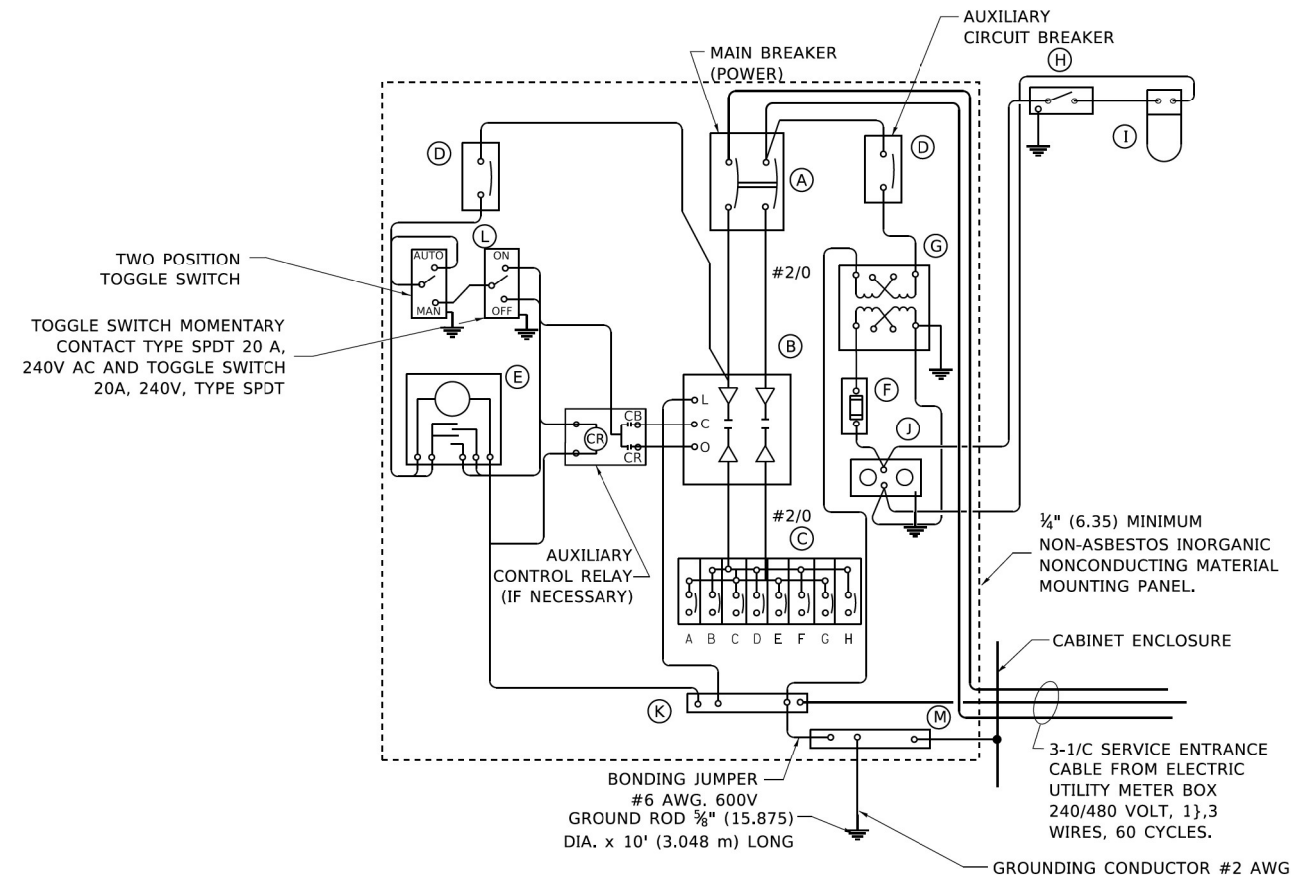 AUXILIARY
CIRCUIT BREAKER
MAIN BREAKER
(POWER)
H
I
D
D
A
L
G
AUTO
ON
MAN
OFF
TWO POSITION
TOGGLE SWITCH
#2/0
TOGGLE SWITCH MOMENTARY
CONTACT TYPE SPDT 20 A,
240V AC AND TOGGLE SWITCH
20A, 240V, TYPE SPDT
B
E
F
L
C
O
CB
CR
CR
J
#2/0
C
1/4" (6.35) MINIMUM
NON-ASBESTOS INORGANIC
NONCONDUCTING MATERIAL
MOUNTING PANEL.
AUXILIARY
CONTROL RELAY
(IF NECESSARY)
A B C D E F G H
CABINET ENCLOSURE
K
M
3-1/C SERVICE ENTRANCE
CABLE FROM ELECTRIC
UTILITY METER BOX
240/480 VOLT, 1},3
WIRES, 60 CYCLES.
BONDING JUMPER
#6 AWG. 600V
GROUND ROD 5/8" (15.875)
DIA. x 10' (3.048 m) LONG
GROUNDING CONDUCTOR #2 AWG